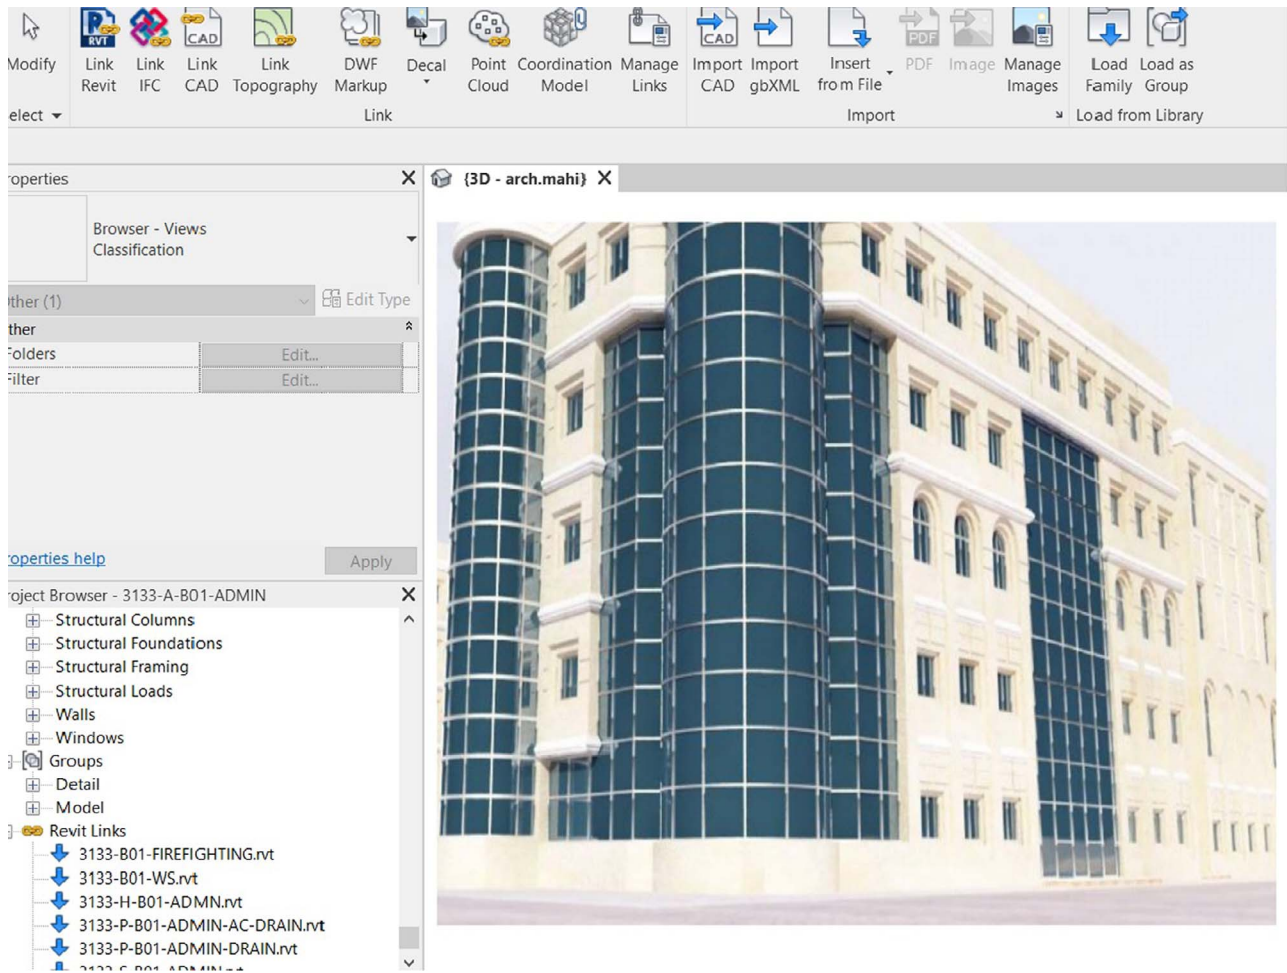 Modify
Link Revit
Link IFC
Link CAD
Link Topography
DWF Markup
Decal
Point Cloud
Coordination Model
Manage Links
Import CAD
Import gbXML
Insert from File
PDF
Image
Manage Images
Load Family
Load as Group
RVT
CAD
CAD
PDF
elect
Link
Import
Load from Library
roperties
{3D - arch.mahi}
Browser - Views
Classification
ther (1)
Edit Type
ther
Folders
Edit...
Filter
Edit...
roperties help
Apply
roject Browser - 3133-A-B01-ADMIN
Structural Columns
Structural Foundations
Structural Framing
Structural Loads
Walls
Windows
Groups
Detail
Model
Revit Links
3133-B01-FIREFIGHTING.rvt
3133-B01-WS.rvt
3133-H-B01-ADMN.rvt
3133-P-B01-ADMIN-AC-DRAIN.rvt
3133-P-B01-ADMIN-DRAIN.rvt